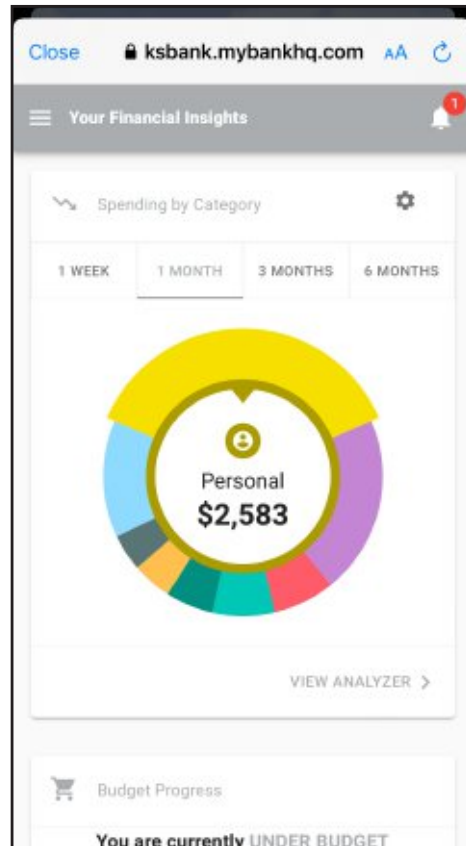 Close ksbank.mybankhq.com AA
Your Financial Insights 1
Spending by Category
1 WEEK 1 MONTH 3 MONTHS 6 MONTHS
Personal
$2,583
VIEW ANALYZER >
Budget Progress
You are currently UNDER BUDGET